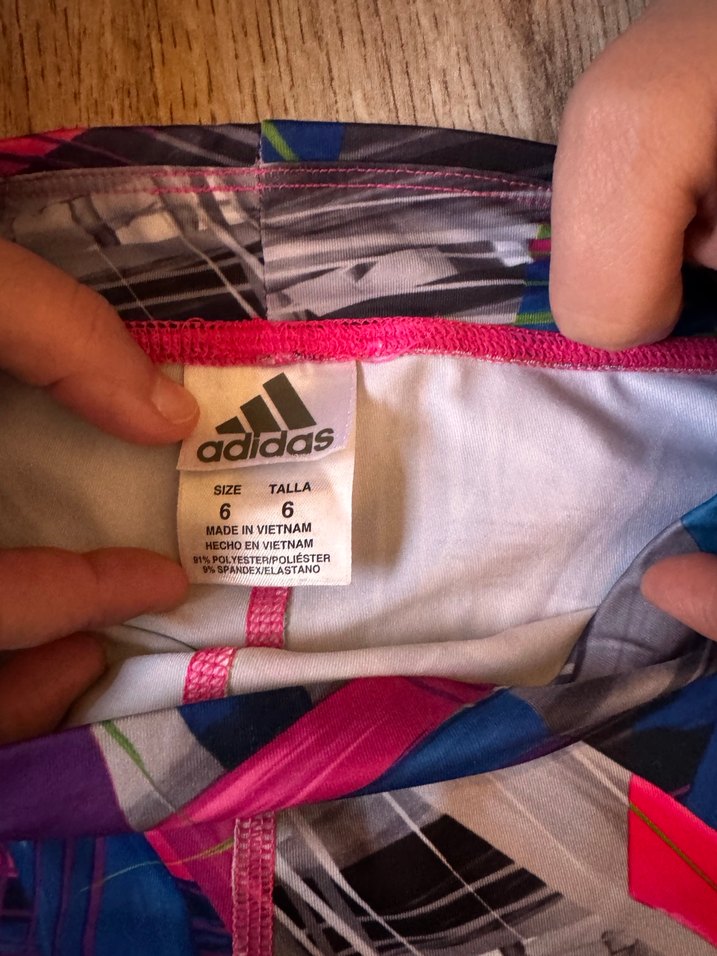 adidas
SIZE TALLA
6 6
MADE IN VIETNAM
HECHO EN VIETNAM
91% POLYESTER/POLIÉSTER
9% SPANDEX/ELASTANO